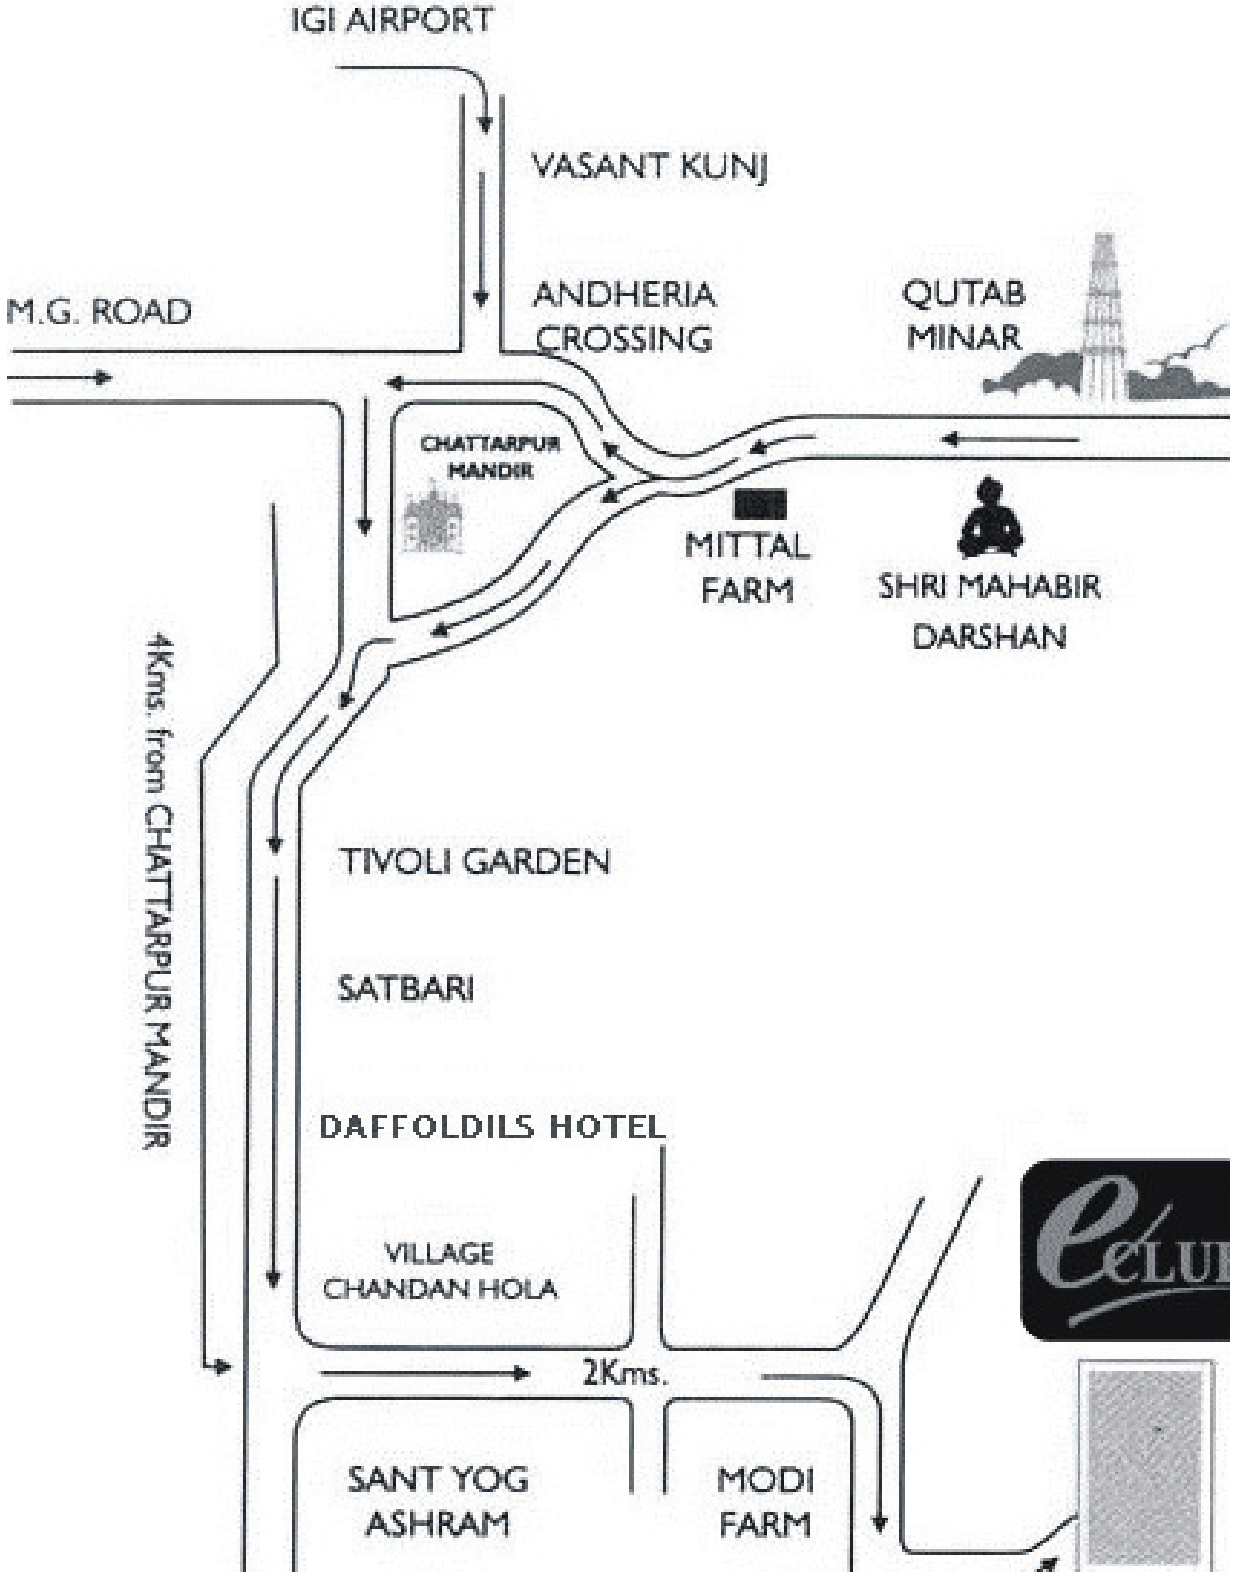 IGI AIRPORT
VASANT KUNJ
ANDHERIA
CROSSING
QUTAB
MINAR
M.G. ROAD
CHATTARPUR
MANDIR
MITTAL
FARM
SHRI MAHABIR
DARSHAN
4Kms. from CHATTARPUR MANDIR
TIVOLI GARDEN
SATBARI
DAFFOLDILS HOTEL
VILLAGE
CHANDAN HOLA
2Kms.
SANT YOG
ASHRAM
MODI
FARM